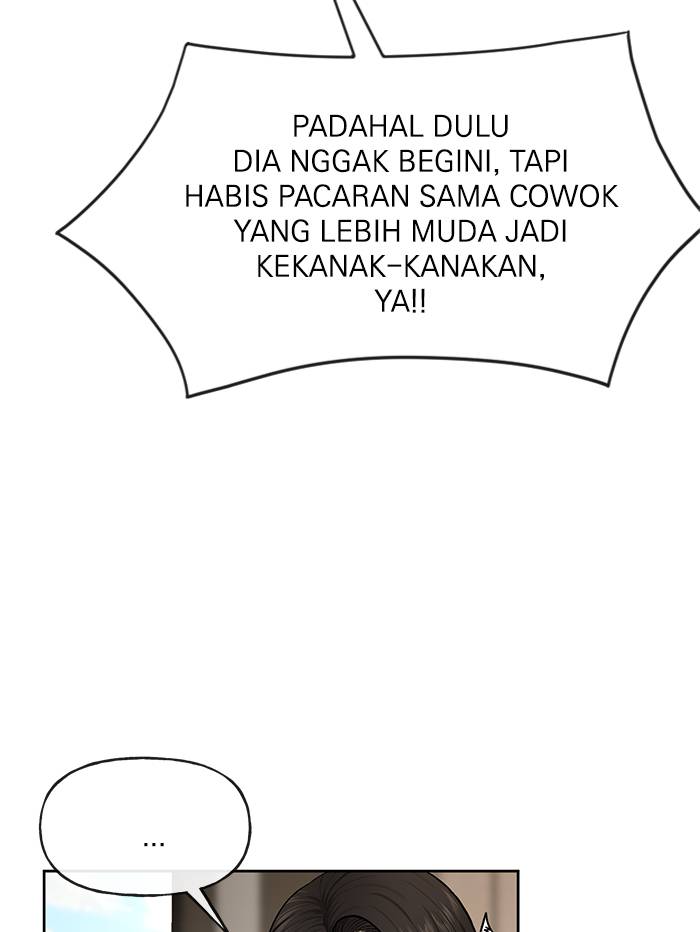 PADAHAL DULU
DIA NGGAK BEGINI, TAPI
HABIS PACARAN SAMA COWOK
YANG LEBIH MUDA JADI
KEKANAK-KANAKAN,
YA!!
...